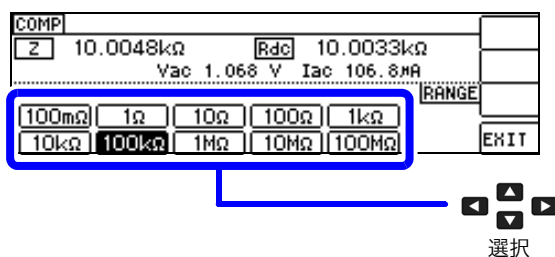 COMP
Z 10.0048kΩ Rdc 10.0033kΩ
Vac 1.068 V Iac 106.8μA
RANGE
100mΩ 1Ω 10Ω 100Ω 1kΩ
10kΩ 100kΩ 1MΩ 10MΩ 100MΩ EXIT
選択